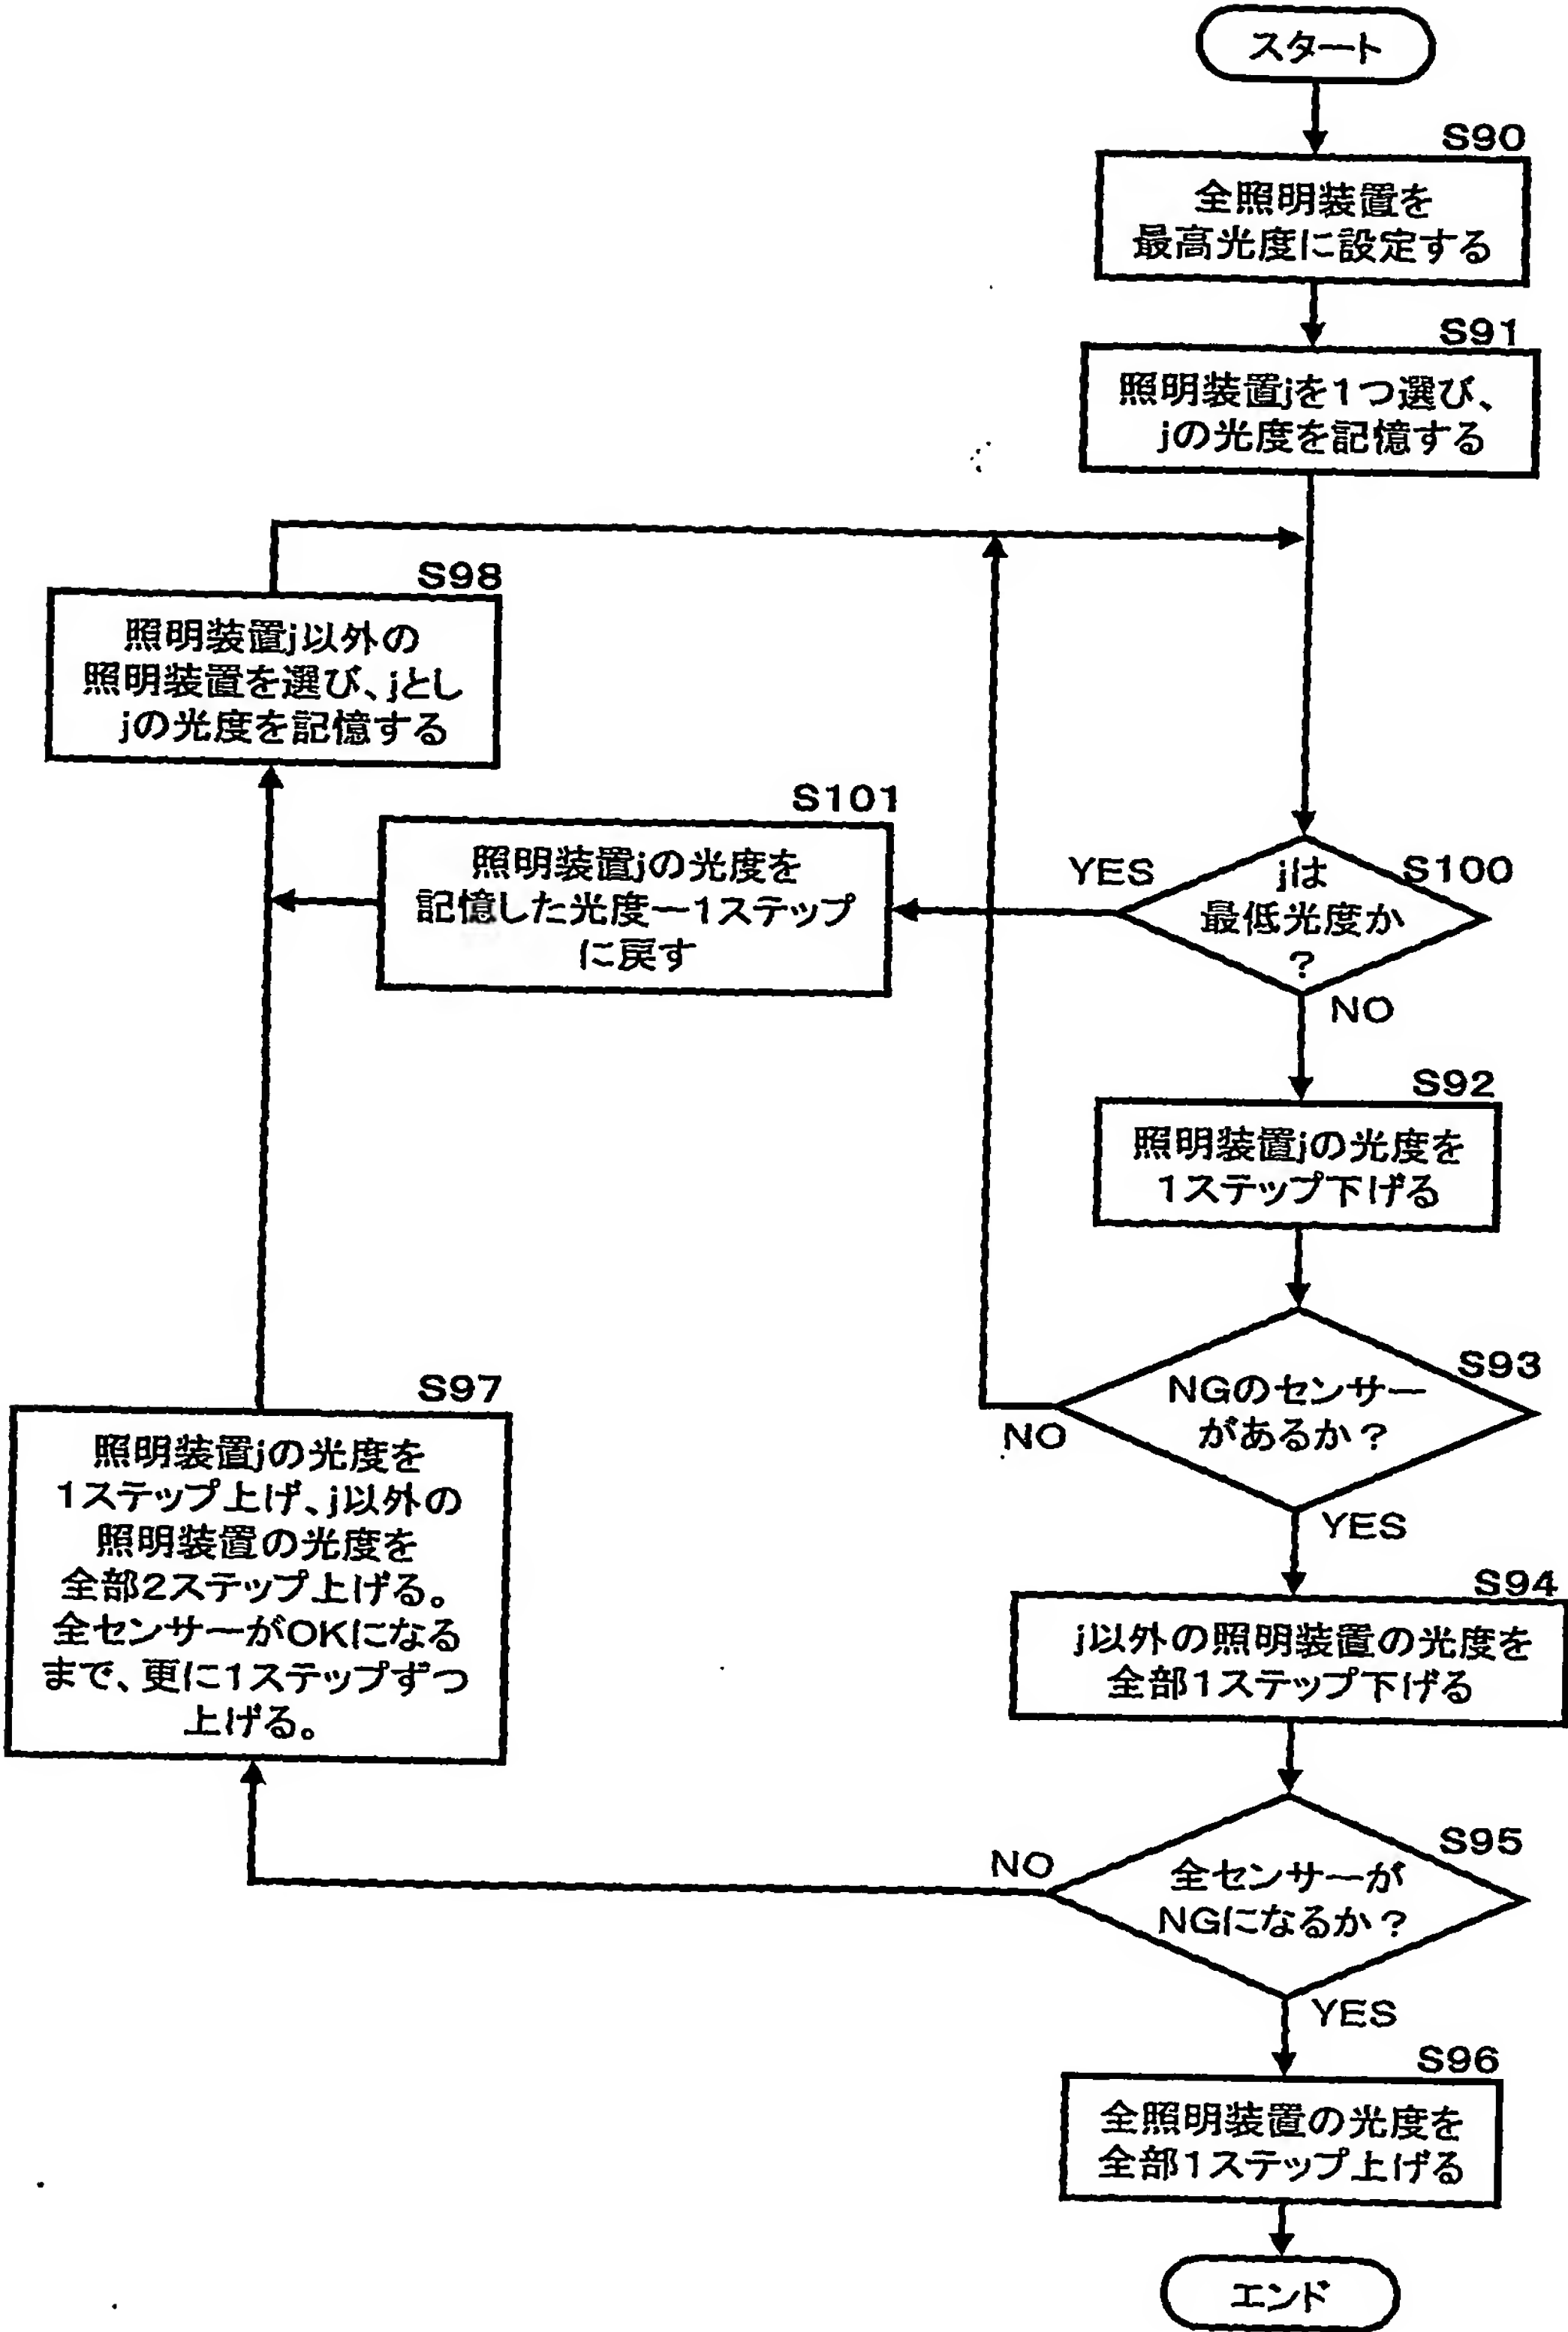 スタート
S90
全照明装置を
最高光度に設定する
S91
照明装置jを1つ選び、
jの光度を記憶する
S98
照明装置j以外の
照明装置を選び、jとし
jの光度を記憶する
S101
照明装置jの光度を
記憶した光度ー1ステップ
に戻す
YES
S100
jは
最低光度か
?
NO
S92
照明装置jの光度を
1ステップ下げる
S93
NGのセンサー
があるか?
NO
YES
S97
照明装置jの光度を
1ステップ上げ、j以外の
照明装置の光度を
全部2ステップ上げる。
全センサーがOKになる
まで、更に1ステップずつ
上げる。
S94
j以外の照明装置の光度を
全部1ステップ下げる
S95
NO
全センサーが
NGになるか?
YES
S96
全照明装置の光度を
全部1ステップ上げる
エンド